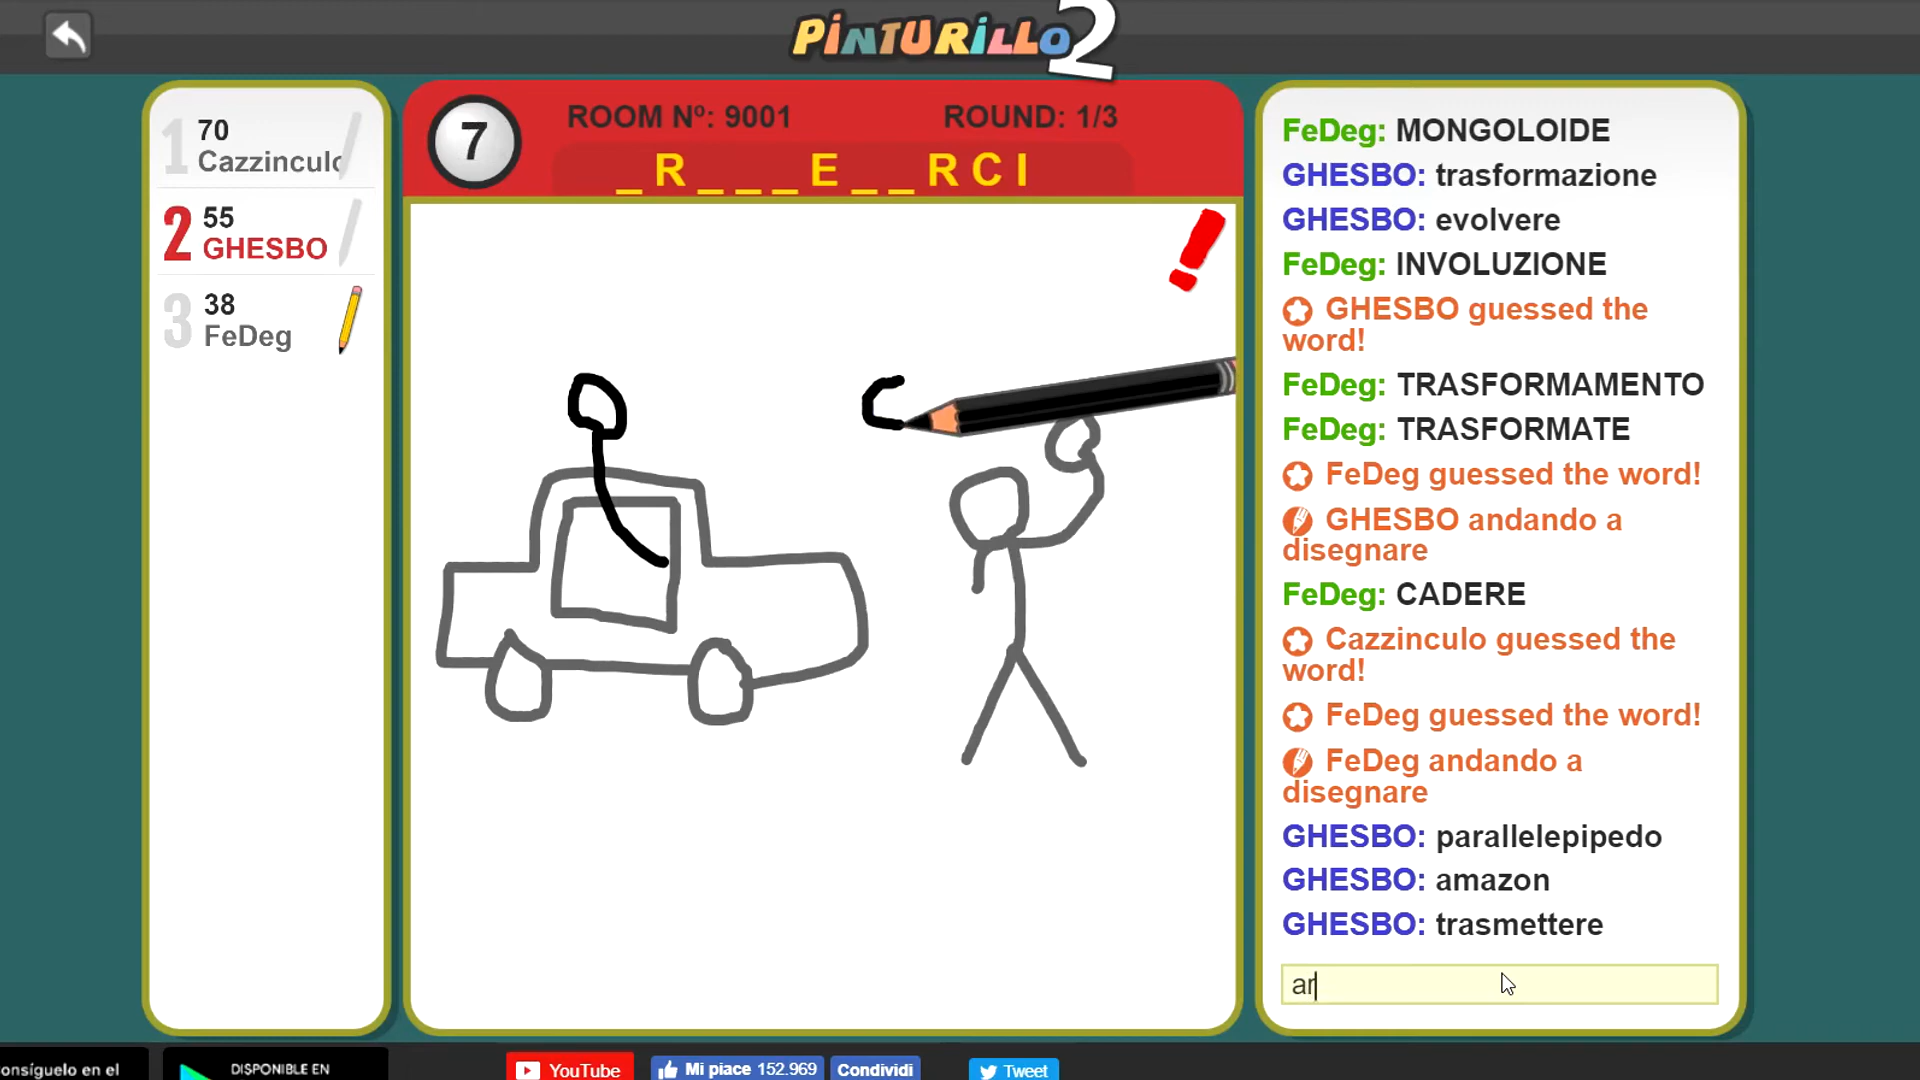 PiNTURiLLO2
1 70
Cazzinculo
2 55
GHESBO
3 38
FeDeg
7
ROOM Nº: 9001
ROUND: 1/3
_ R _ _ _ E _ _ R C I
!
FeDeg: MONGOLOIDE
GHESBO: trasformazione
GHESBO: evolvere
FeDeg: INVOLUZIONE
GHESBO guessed the
word!
FeDeg: TRASFORMAMENTO
FeDeg: TRASFORMATE
FeDeg guessed the word!
GHESBO andando a
disegnare
FeDeg: CADERE
Cazzinculo guessed the
word!
FeDeg guessed the word!
FeDeg andando a
disegnare
GHESBO: parallelepipedo
GHESBO: amazon
GHESBO: trasmettere
ar
onsíguelo en el
DISPONIBLE EN
YouTube
Mi piace 152.969
Condividi
Tweet